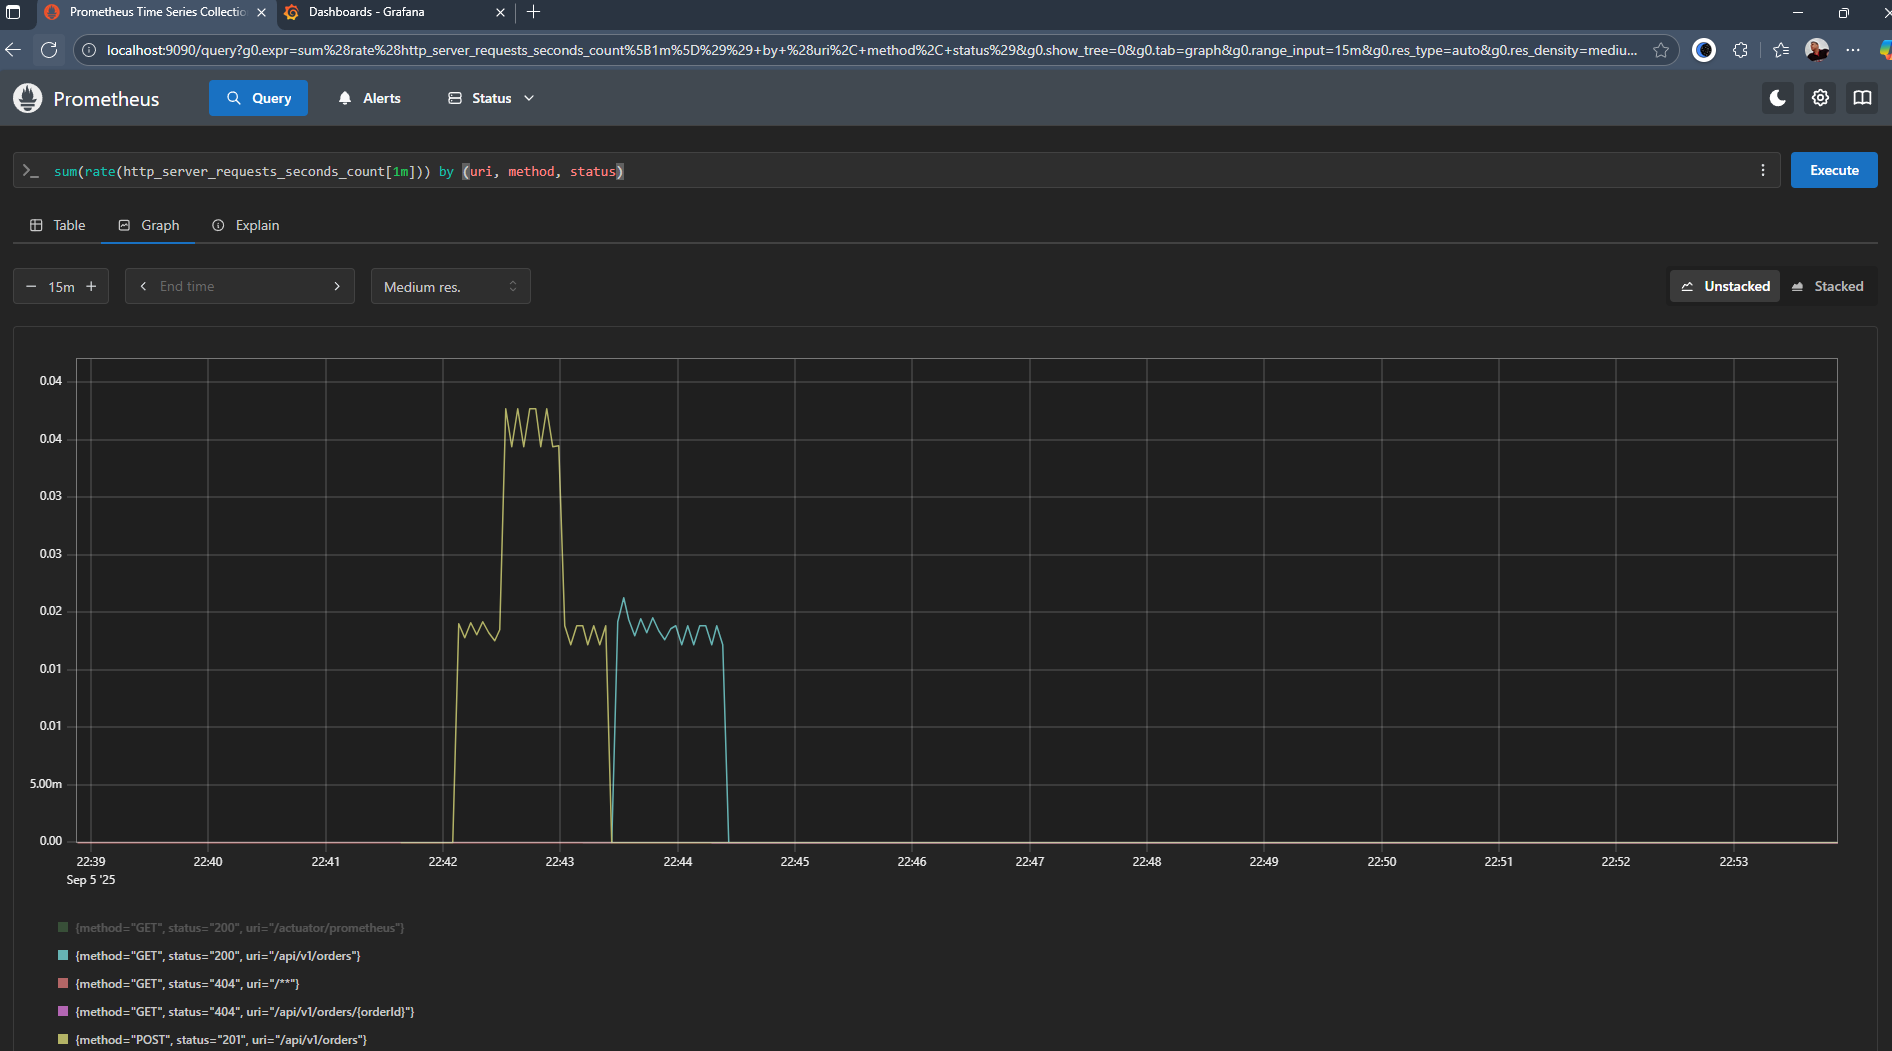 Prometheus Time Series Collectio
Dashboards - Grafana
localhost:9090/query?g0.expr=sum%28rate%28http_server_requests_seconds_count%5B1m%5D%29%29+by+%28uri%2C+method%2C+status%29&g0.show_tree=0&g0.tab=graph&g0.range_input=15m&g0.res_type=auto&g0.res_density=mediu...
Prometheus
Query
Alerts
Status
>_ sum(rate(http_server_requests_seconds_count[1m])) by (uri, method, status)
Execute
Table
Graph
Explain
− 15m +
End time
Medium res.
Unstacked
Stacked
0.04
0.04
0.03
0.03
0.02
0.01
0.01
5.00m
0.00
22:39 22:40 22:41 22:42 22:43 22:44 22:45 22:46 22:47 22:48 22:49 22:50 22:51 22:52 22:53
Sep 5 '25
{method="GET", status="200", uri="/actuator/prometheus"}
{method="GET", status="200", uri="/api/v1/orders"}
{method="GET", status="404", uri="/**"}
{method="GET", status="404", uri="/api/v1/orders/{orderId}"}
{method="POST", status="201", uri="/api/v1/orders"}